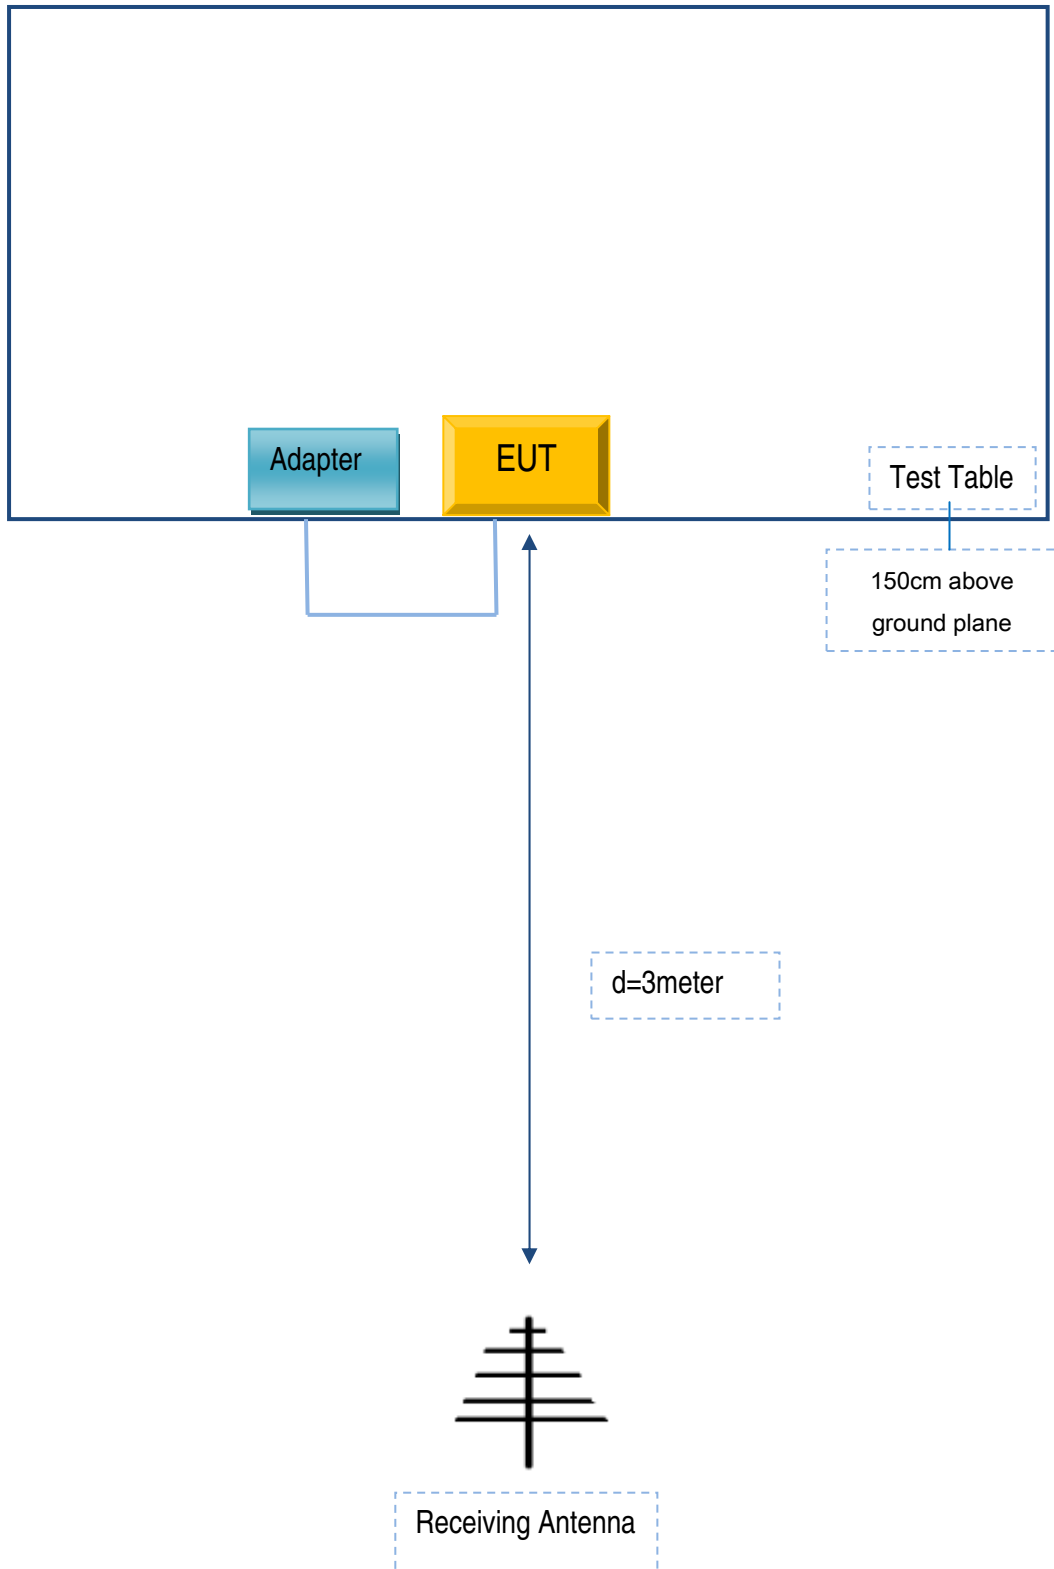 Adapter
EUT
Test Table
150cm above
ground plane
d=3meter
Receiving Antenna